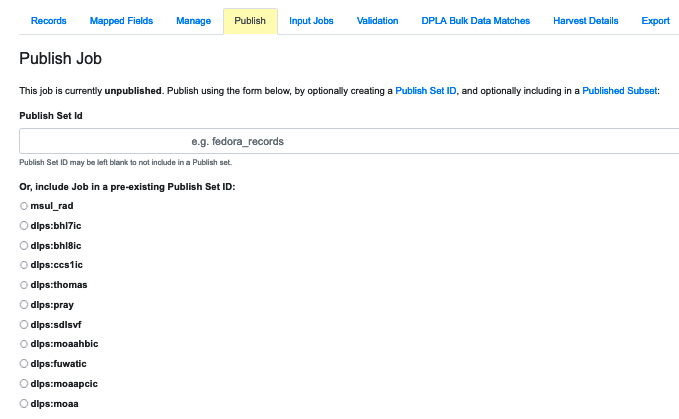 Records Mapped Fields Manage Publish Input Jobs Validation DPLA Bulk Data Matches Harvest Details Export
Publish Job
This job is currently unpublished. Publish using the form below, by optionally creating a Publish Set ID, and optionally including in a Published Subset:
Publish Set Id
e.g. fedora_records
Publish Set ID may be left blank to not include in a Publish set.
Or, include Job in a pre-existing Publish Set ID:
msul_rad
dlps:bhl7ic
dlps:bhl8ic
dlps:ccs1ic
dlps:thomas
dlps:pray
dlps:sdlsvf
dlps:moaahbic
dlps:fuwatic
dlps:moaapcic
dlps:moaa